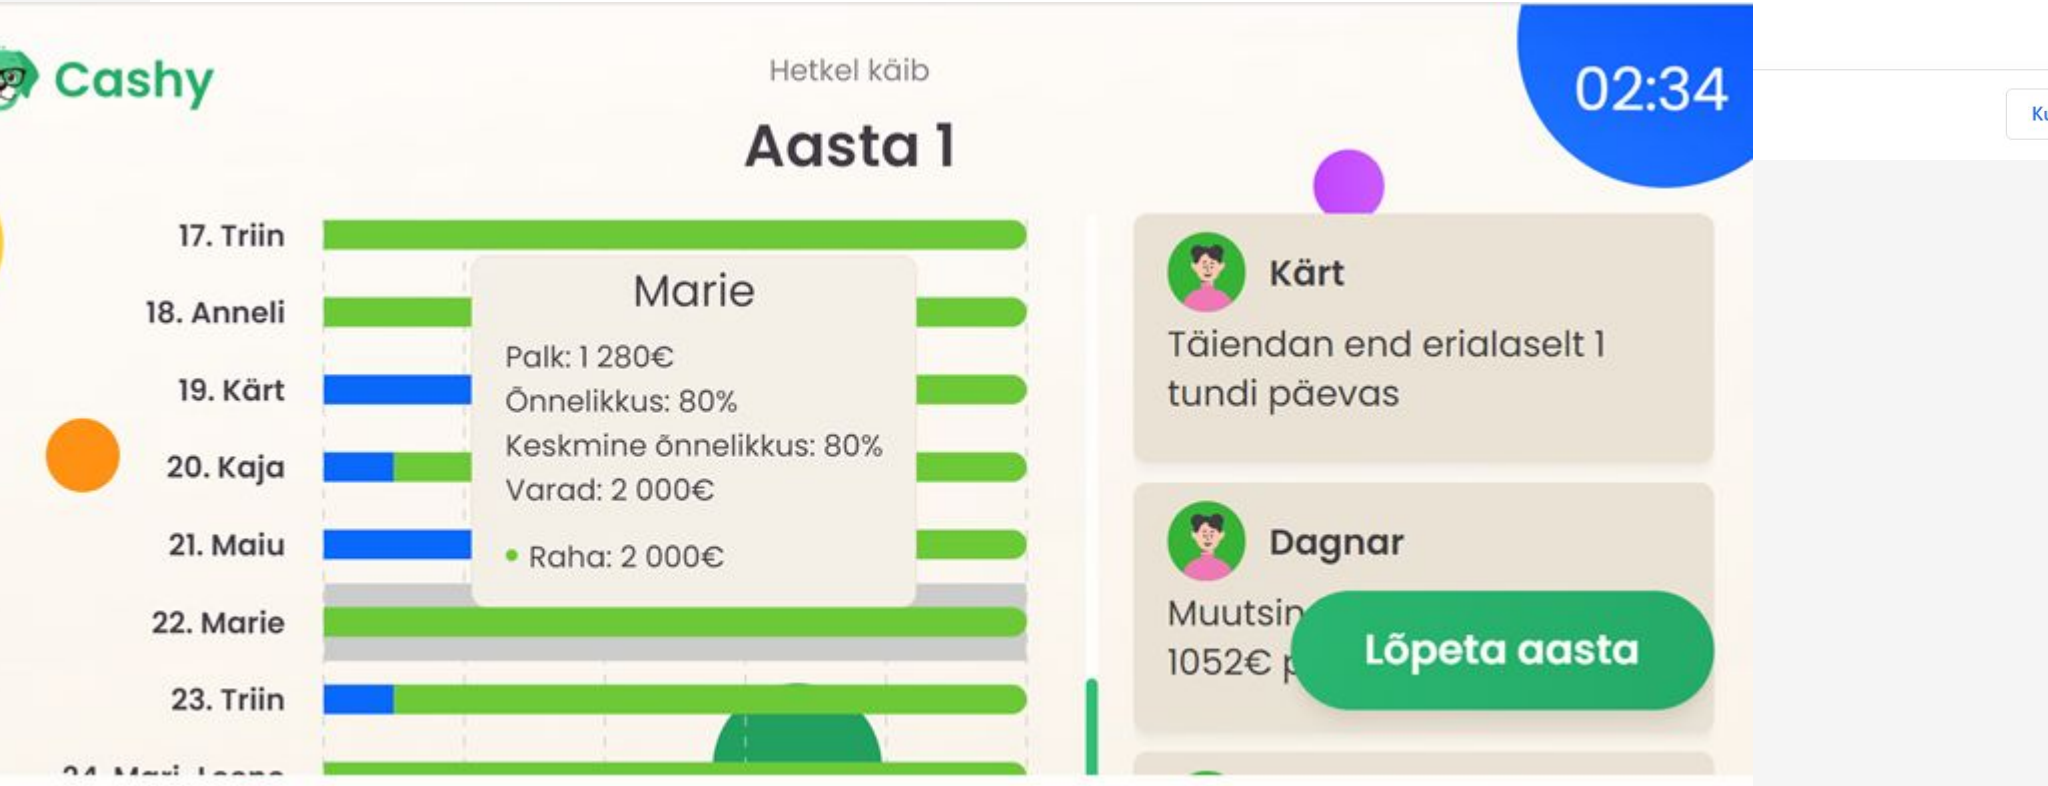 Cashy
Hetkel käib
Aasta 1
02:34
17. Triin
18. Anneli
19. Kärt
20. Kaja
21. Maiu
22. Marie
23. Triin
Marie
Palk: 1 280€
Õnnelikkus: 80%
Keskmine õnnelikkus: 80%
Varad: 2 000€
Raha: 2 000€
Kärt
Täiendan end erialaselt 1
tundi päevas
Dagnar
Muutsin
1052€
Lõpeta aasta